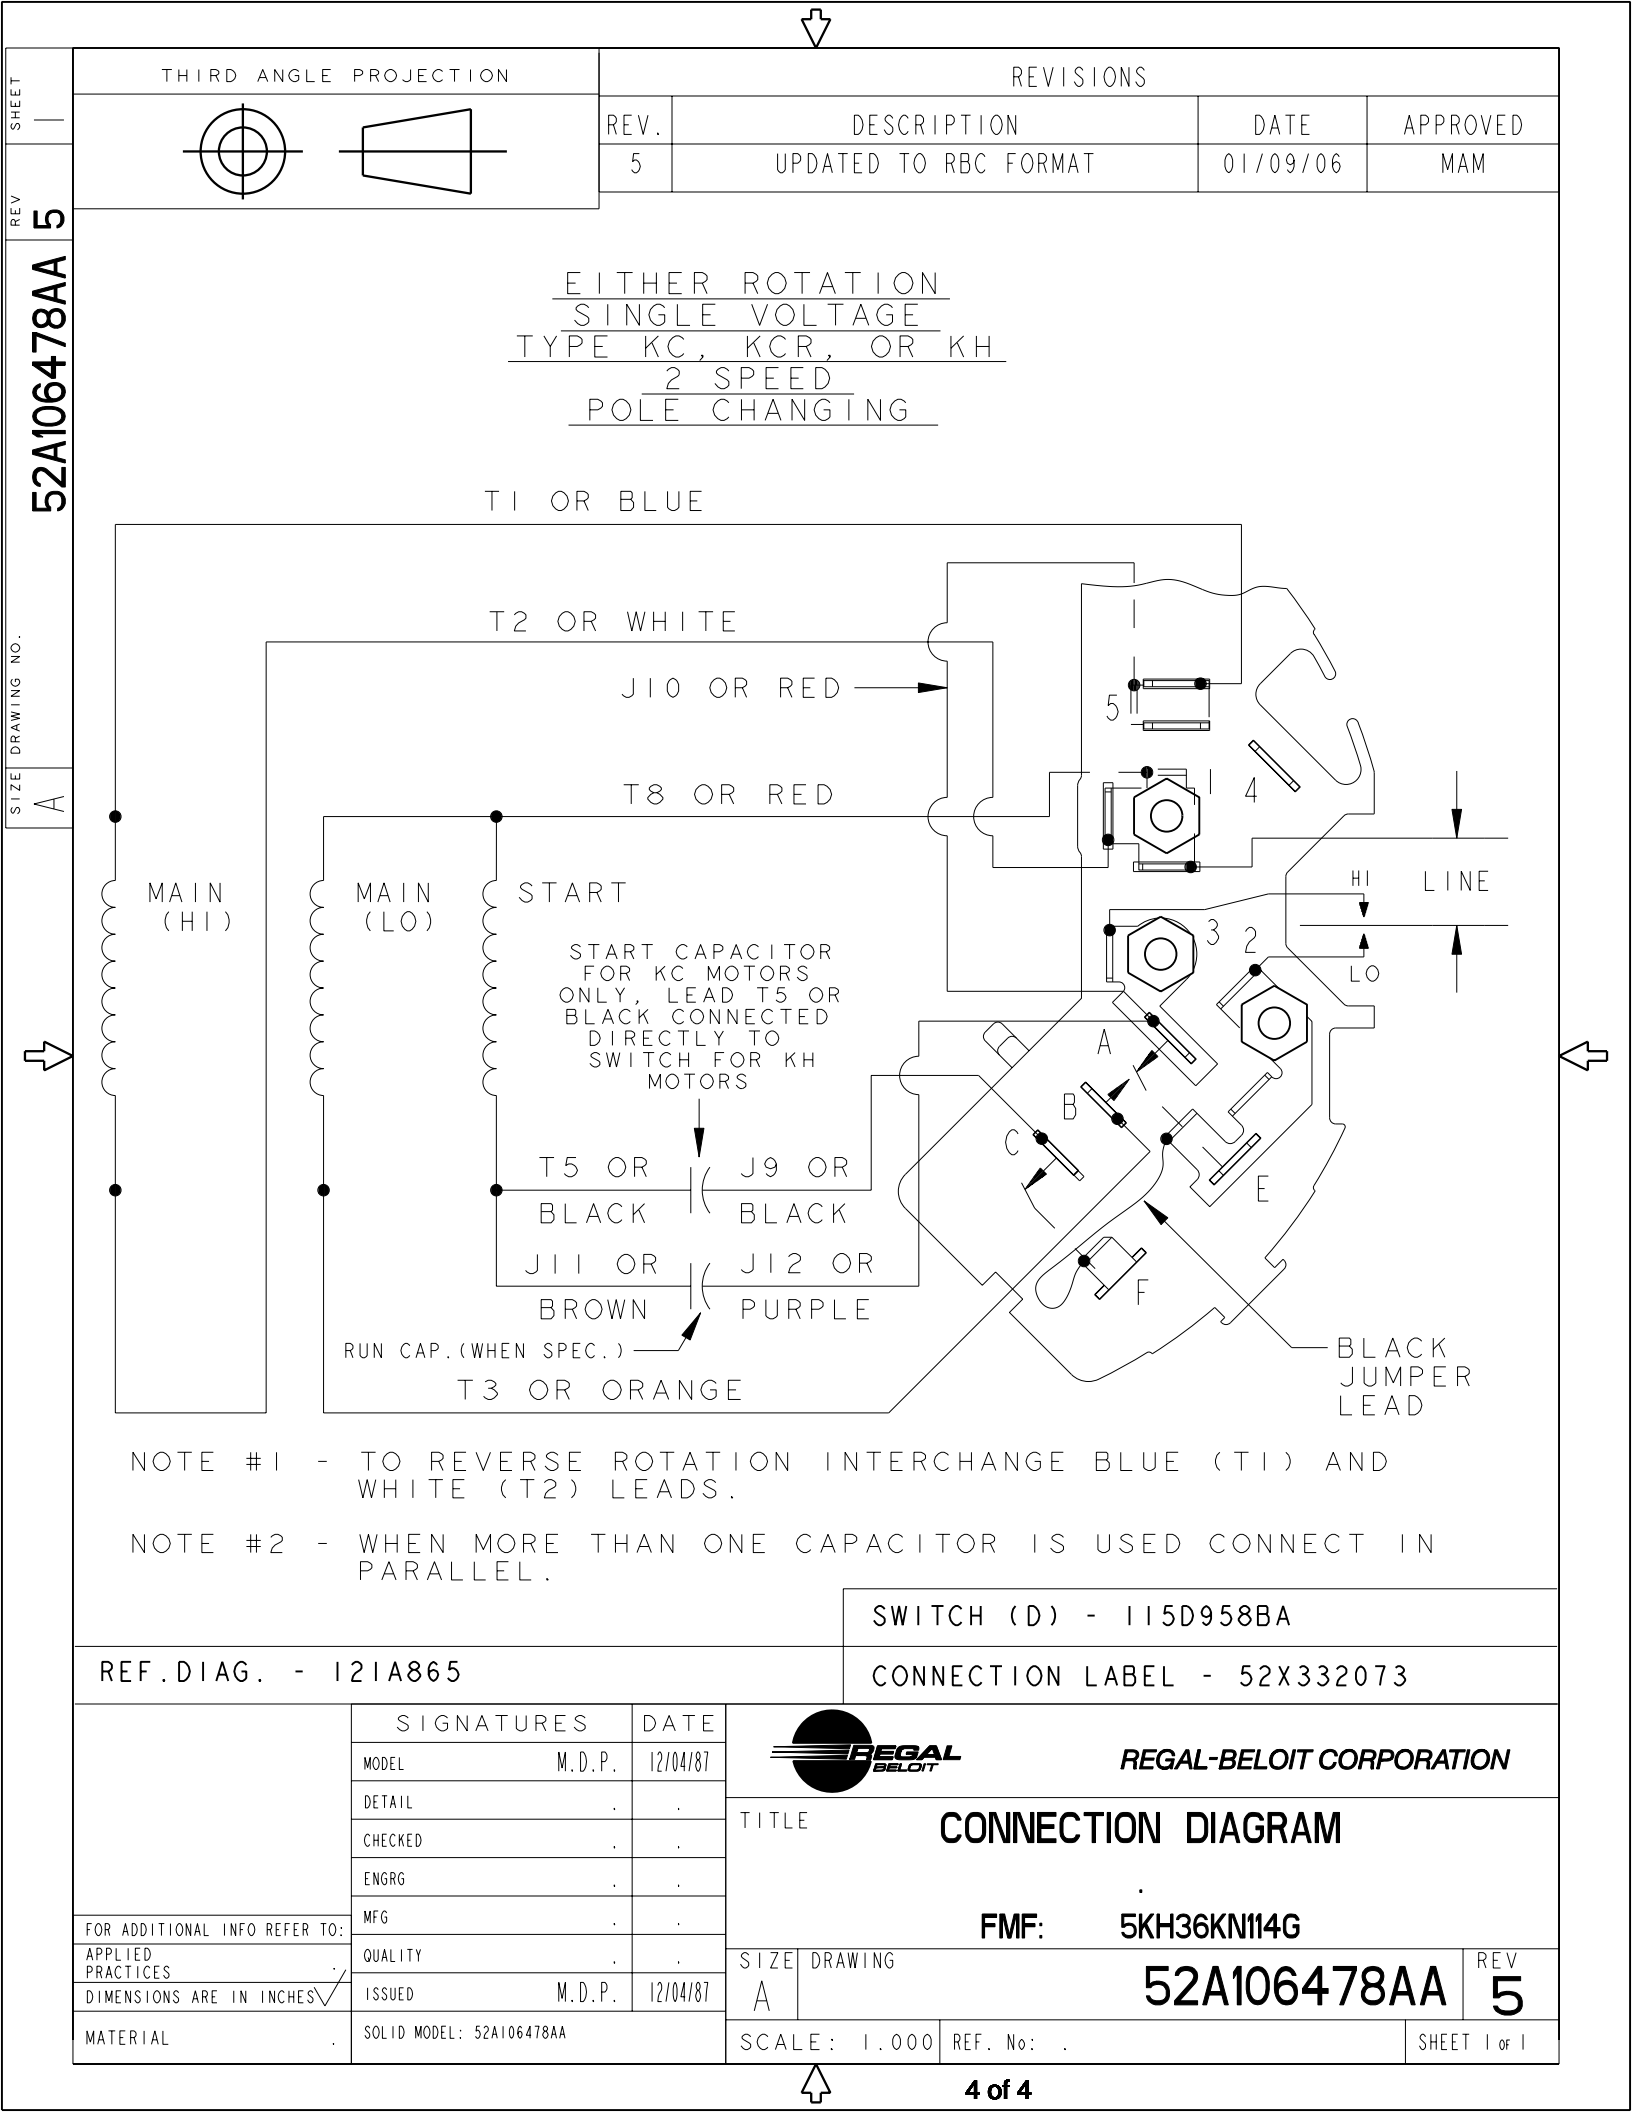 THIRD ANGLE PROJECTION
REVISIONS
REV. DESCRIPTION DATE APPROVED
5 UPDATED TO RBC FORMAT 01/09/06 MAM
SHEET 1
REV 5
DRAWING NO. 52A106478AA
SIZE A
EITHER ROTATION
SINGLE VOLTAGE
TYPE KC, KCR, OR KH
2 SPEED
POLE CHANGING
T1 OR BLUE
T2 OR WHITE
J10 OR RED
5
T8 OR RED
1
4
MAIN
(HI)
MAIN
(LO)
START
HI
LINE
3
2
LO
START CAPACITOR
FOR KC MOTORS
ONLY, LEAD T5 OR
BLACK CONNECTED
DIRECTLY TO
SWITCH FOR KH
MOTORS
A
B
C
T5 OR
BLACK
J9 OR
BLACK
E
J11 OR
BROWN
J12 OR
PURPLE
F
RUN CAP.(WHEN SPEC.)
BLACK
JUMPER
LEAD
T3 OR ORANGE
NOTE #1 - TO REVERSE ROTATION INTERCHANGE BLUE (T1) AND
WHITE (T2) LEADS.
NOTE #2 - WHEN MORE THAN ONE CAPACITOR IS USED CONNECT IN
PARALLEL.
SWITCH (D) - 115D958BA
REF.DIAG. - 121A865
CONNECTION LABEL - 52X332073
SIGNATURES DATE
MODEL M.D.P. 12/04/87
DETAIL . .
CHECKED . .
ENGRG . .
MFG . .
QUALITY . .
ISSUED M.D.P. 12/04/87
SOLID MODEL: 52A106478AA
FOR ADDITIONAL INFO REFER TO:
APPLIED
PRACTICES .
DIMENSIONS ARE IN INCHES
MATERIAL .
REGAL
BELOIT
REGAL-BELOIT CORPORATION
TITLE
CONNECTION DIAGRAM
.
FMF: 5KH36KN114G
SIZE DRAWING REV
A 52A106478AA 5
SCALE: 1.000 REF. No: . SHEET 1 OF 1
4 of 4